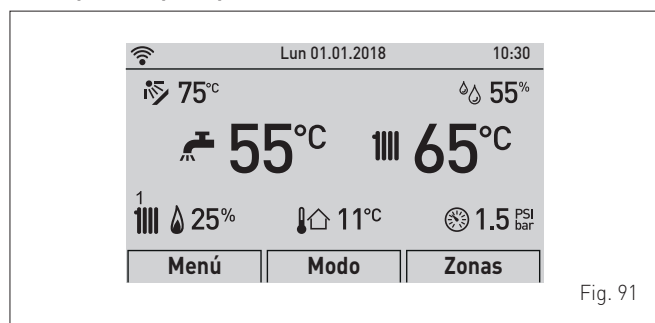 Lun 01.01.2018 10:30
75°C 55%
55°C 65°C
1
25% 11°C 1.5 PSI bar
Menú Modo Zonas
Fig. 91